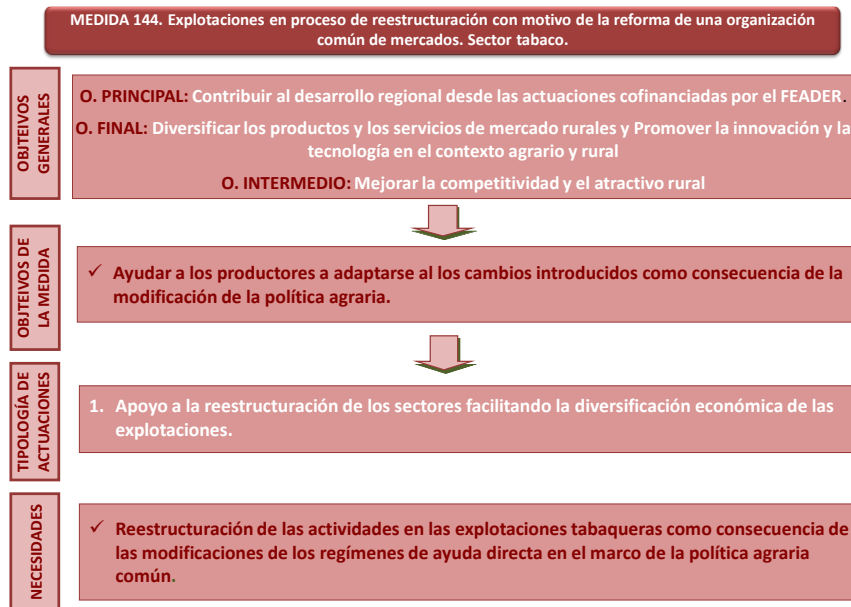 MEDIDA 144. Explotaciones en proceso de reestructuración con motivo de la reforma de una organización
común de mercados. Sector tabaco.
OBJTEIVOS
GENERALES
O. PRINCIPAL: Contribuir al desarrollo regional desde las actuaciones cofinanciadas por el FEADER.
O. FINAL: Diversificar los productos y los servicios de mercado rurales y Promover la innovación y la
tecnología en el contexto agrario y rural
O. INTERMEDIO: Mejorar la competitividad y el atractivo rural
OBJTEIVOS DE
LA MEDIDA
✓ Ayudar a los productores a adaptarse al los cambios introducidos como consecuencia de la
modificación de la política agraria.
TIPOLOGÍA DE
ACTUACIONES
1. Apoyo a la reestructuración de los sectores facilitando la diversificación económica de las
explotaciones.
NECESIDADES
✓ Reestructuración de las actividades en las explotaciones tabaqueras como consecuencia de
las modificaciones de los regímenes de ayuda directa en el marco de la política agraria
común.